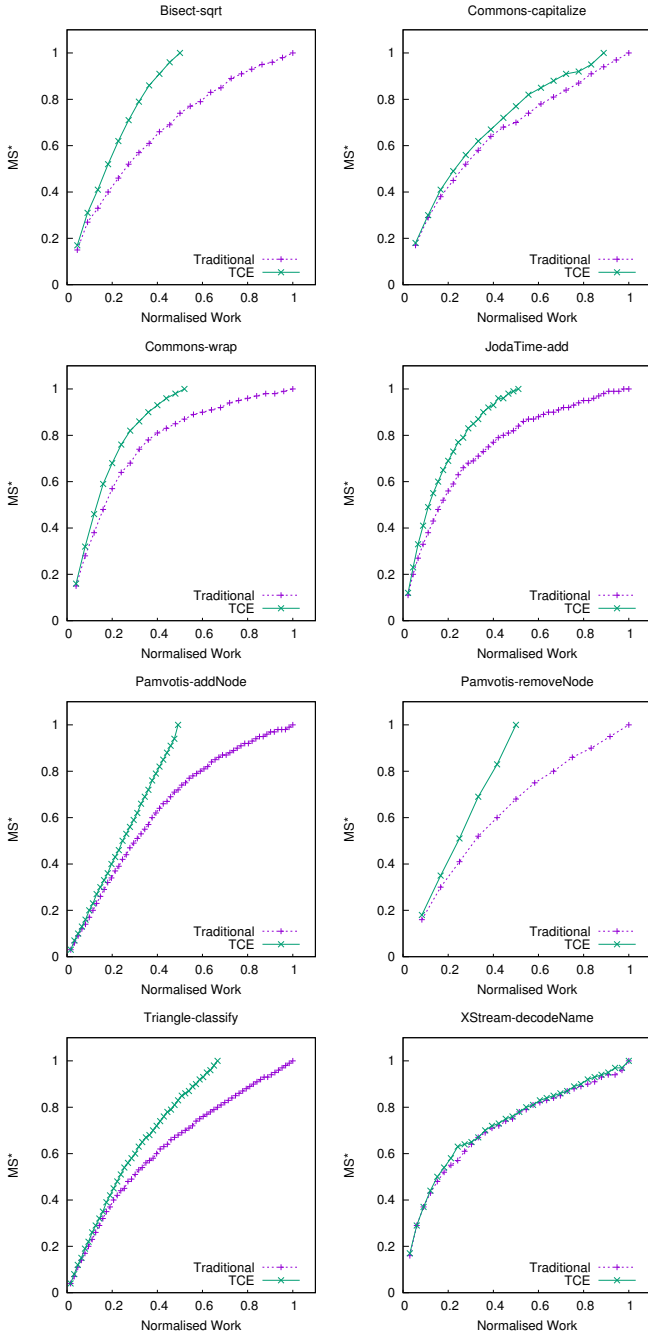 Bisect-sqrt
1
0.8
0.6
0.4
0.2
0
MS*
Traditional
TCE
0 0.2 0.4 0.6 0.8 1
Normalised Work
Commons-capitalize
1
0.8
0.6
0.4
0.2
0
MS*
Traditional
TCE
0 0.2 0.4 0.6 0.8 1
Normalised Work
Commons-wrap
1
0.8
0.6
0.4
0.2
0
MS*
Traditional
TCE
0 0.2 0.4 0.6 0.8 1
Normalised Work
JodaTime-add
1
0.8
0.6
0.4
0.2
0
MS*
Traditional
TCE
0 0.2 0.4 0.6 0.8 1
Normalised Work
Pamvotis-addNode
1
0.8
0.6
0.4
0.2
0
MS*
Traditional
TCE
0 0.2 0.4 0.6 0.8 1
Normalised Work
Pamvotis-removeNode
1
0.8
0.6
0.4
0.2
0
MS*
Traditional
TCE
0 0.2 0.4 0.6 0.8 1
Normalised Work
Triangle-classify
1
0.8
0.6
0.4
0.2
0
MS*
Traditional
TCE
0 0.2 0.4 0.6 0.8 1
Normalised Work
XStream-decodeName
1
0.8
0.6
0.4
0.2
0
MS*
Traditional
TCE
0 0.2 0.4 0.6 0.8 1
Normalised Work